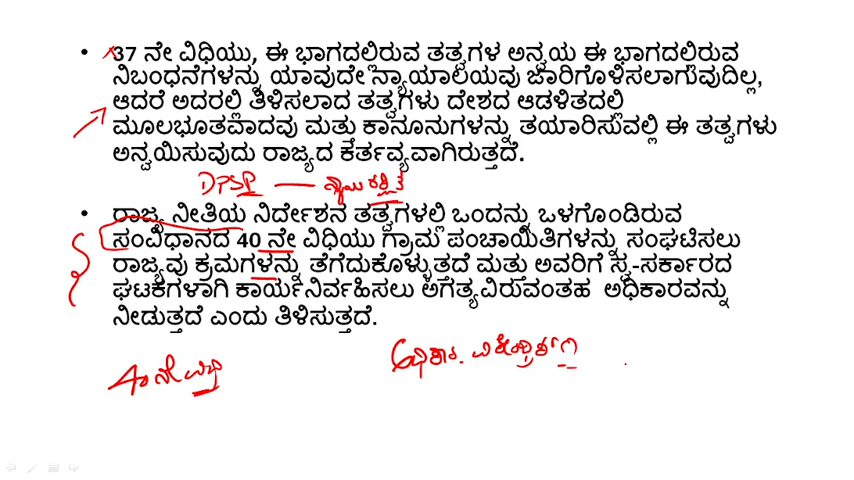 • 37 ನೇ ವಿಧಿಯು, ಈ ಭಾಗದಲ್ಲಿರುವ ತತ್ವಗಳ ಅನ್ವಯ ಈ ಭಾಗದಲ್ಲಿರುವ
ನಿಬಂಧನೆಗಳನ್ನು ಯಾವುದೇ ನ್ಯಾಯಾಲಯವು ಜಾರಿಗೊಳಿಸಲಾಗುವುದಿಲ್ಲ,
ಆದರೆ ಅದರಲ್ಲಿ ತಿಳಿಸಲಾದ ತತ್ವಗಳು ದೇಶದ ಆಡಳಿತದಲ್ಲಿ
ಮೂಲಭೂತವಾದವು ಮತ್ತು ಕಾನೂನುಗಳನ್ನು ತಯಾರಿಸುವಲ್ಲಿ ಈ ತತ್ವಗಳು
ಅನ್ವಯಿಸುವುದು ರಾಜ್ಯದ ಕರ್ತವ್ಯವಾಗಿರುತ್ತದೆ.
DPSP —
• ರಾಜ್ಯ ನೀತಿಯ ನಿರ್ದೇಶನ ತತ್ವಗಳಲ್ಲಿ ಒಂದನ್ನು ಒಳಗೊಂಡಿರುವ
ಸಂವಿಧಾನದ 40 ನೇ ವಿಧಿಯು ಗ್ರಾಮ ಪಂಚಾಯಿತಿಗಳನ್ನು ಸಂಘಟಿಸಲು
ರಾಜ್ಯವು ಕ್ರಮಗಳನ್ನು ತೆಗೆದುಕೊಳ್ಳುತ್ತದೆ ಮತ್ತು ಅವರಿಗೆ ಸ್ವ-ಸರ್ಕಾರದ
ಘಟಕಗಳಾಗಿ ಕಾರ್ಯನಿರ್ವಹಿಸಲು ಅಗತ್ಯವಿರುವಂತಹ ಅಧಿಕಾರವನ್ನು
ನೀಡುತ್ತದೆ ಎಂದು ತಿಳಿಸುತ್ತದೆ.
ಅಧಿಕಾರ ವಿಕೇಂದ್ರೀಕರಣ
40 ನೇ ವಿಧಿ